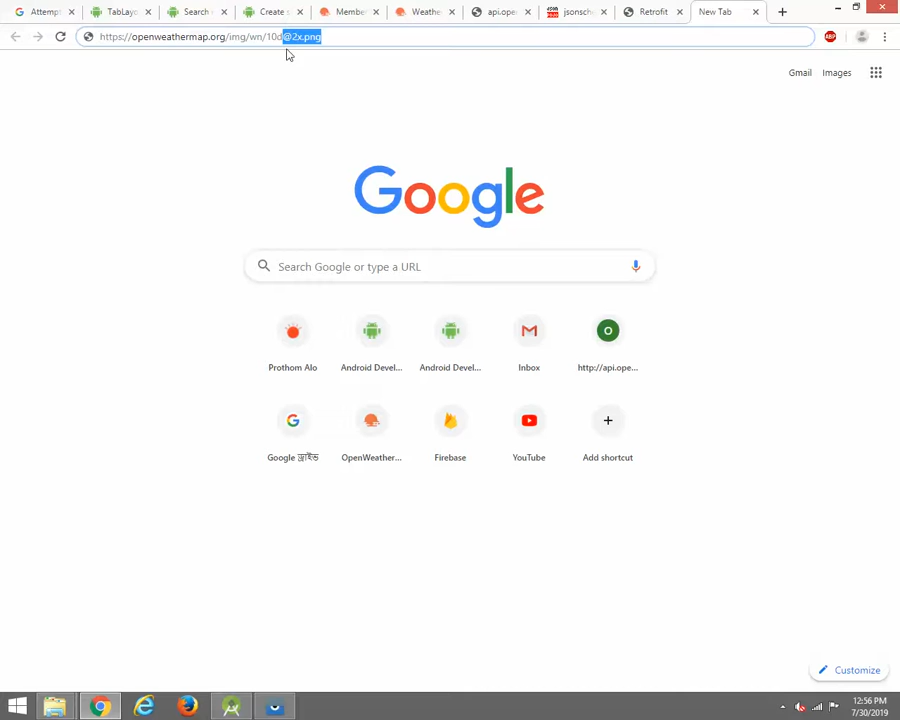 Attempt TabLayo Search Create s Membe Weathe api.ope jsonsche Retrofit New Tab
https://openweathermap.org/img/wn/10d@2x.png
ABP
Gmail Images
Google
Search Google or type a URL
O
Prothom Alo Android Devel... Android Devel... Inbox http://api.ope...
Google ড্রাইভ OpenWeather... Firebase YouTube Add shortcut
Customize
12:56 PM
7/30/2019